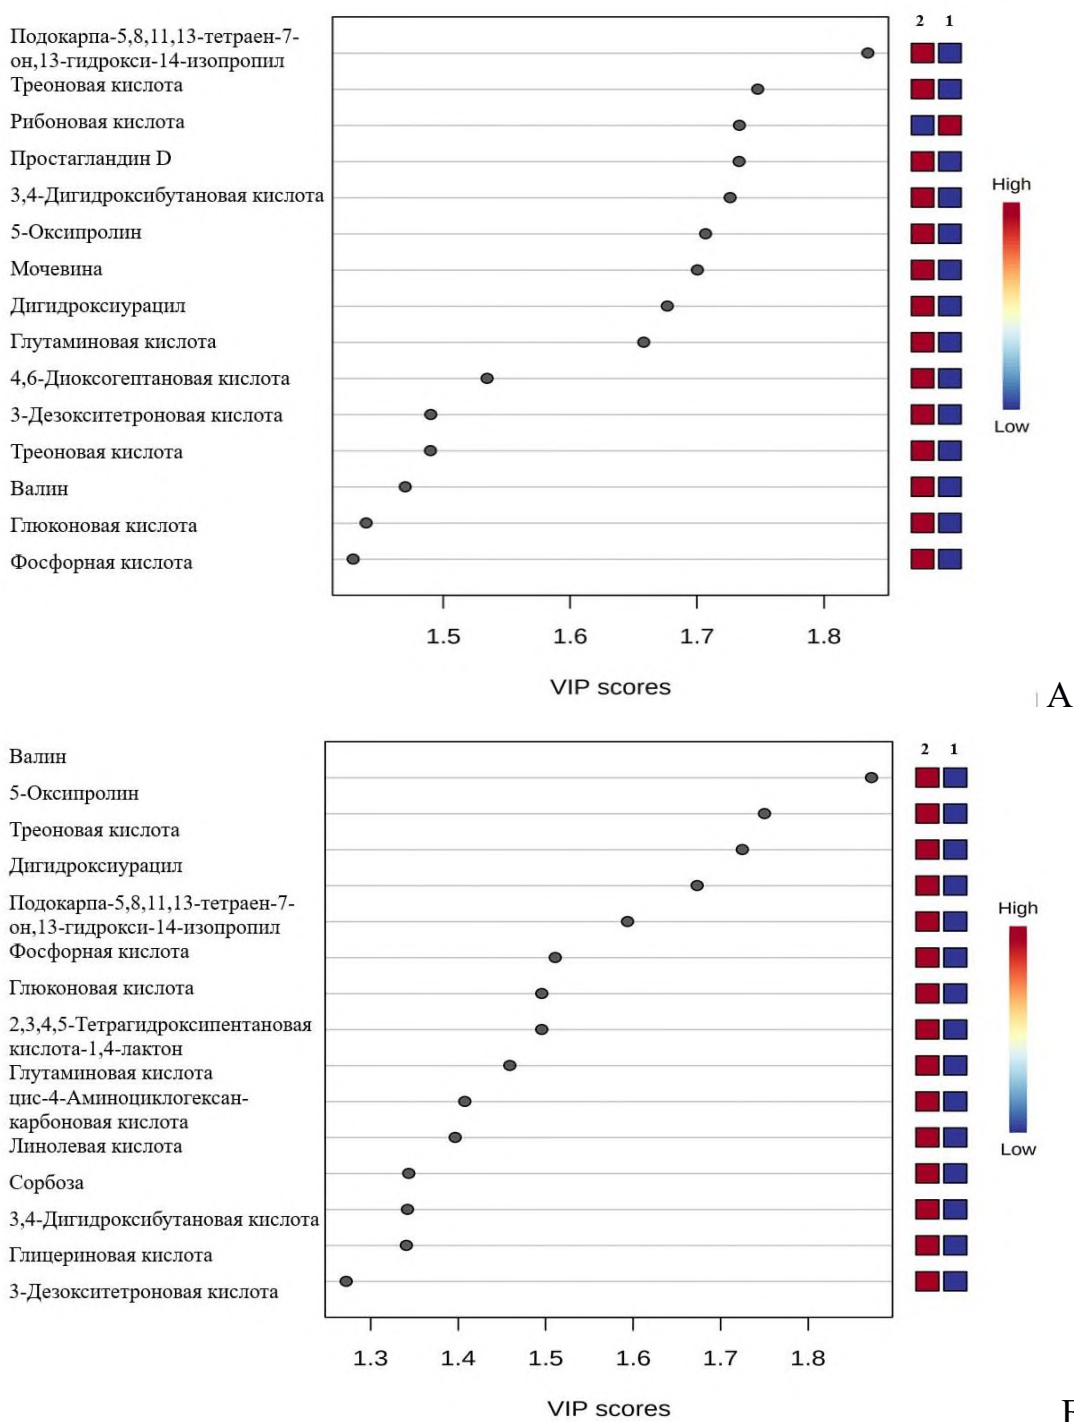 2 1
Подокарпа-5,8,11,13-тетраен-7-
он,13-гидрокси-14-изопропил
Треоновая кислота
Рибоновая кислота
Простагландин D
3,4-Дигидроксибутановая кислота
5-Оксипролин
Мочевина
Дигидроксиурацил
Глутаминовая кислота
4,6-Диоксогептановая кислота
3-Дезокситетроновая кислота
Треоновая кислота
Валин
Глюконовая кислота
Фосфорная кислота
High
Low
1.5 1.6 1.7 1.8
VIP scores
А
2 1
Валин
5-Оксипролин
Треоновая кислота
Дигидроксиурацил
Подокарпа-5,8,11,13-тетраен-7-
он,13-гидрокси-14-изопропил
Фосфорная кислота
Глюконовая кислота
2,3,4,5-Тетрагидроксипентановая
кислота-1,4-лактон
Глутаминовая кислота
цис-4-Аминоциклогексан-
карбоновая кислота
Линолевая кислота
Сорбоза
3,4-Дигидроксибутановая кислота
Глицериновая кислота
3-Дезокситетроновая кислота
High
Low
1.3 1.4 1.5 1.6 1.7 1.8
VIP scores